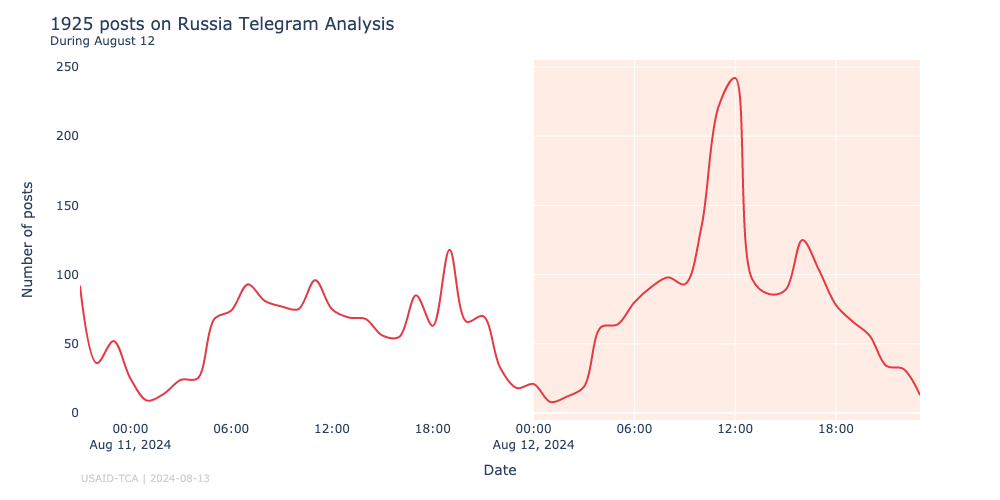 1925 posts on Russia Telegram Analysis
During August 12
250
200
150
100
50
0
Number of posts
00:00 06:00 12:00 18:00 00:00 06:00 12:00 18:00
Aug 11, 2024 Aug 12, 2024
Date
USAID-TCA | 2024-08-13